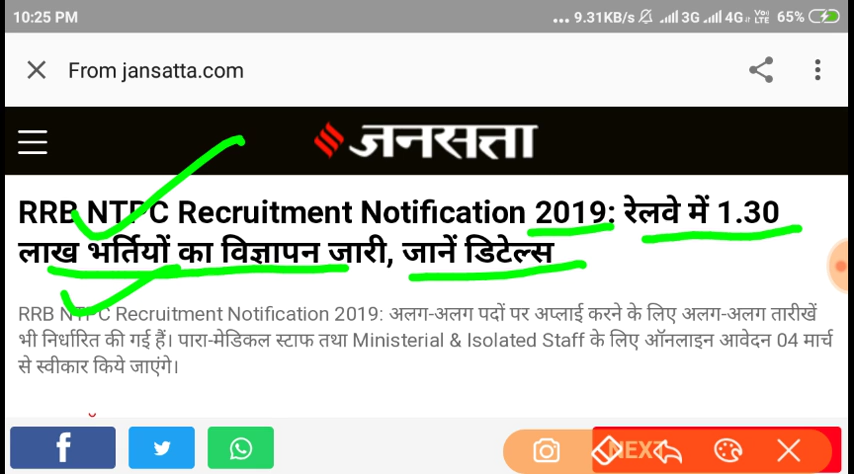 10:25 PM ... 9.31KB/s 3G 4G VoLTE 65%
From jansatta.com
जनसत्ता
RRB NTPC Recruitment Notification 2019: रेलवे में 1.30
लाख भर्तियों का विज्ञापन जारी, जानें डिटेल्स
RRB NTPC Recruitment Notification 2019: अलग-अलग पदों पर अप्लाई करने के लिए अलग-अलग तारीखें
भी निर्धारित की गई हैं। पारा-मेडिकल स्टाफ तथा Ministerial & Isolated Staff के लिए ऑनलाइन आवेदन 04 मार्च
से स्वीकार किये जाएंगे।
NEXT